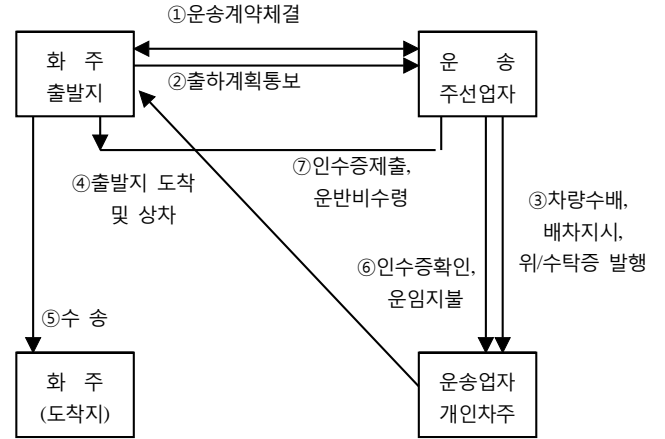 ①운송계약체결
화 주
출발지
운 송
주선업자
②출하계획통보
⑦인수증제출,
운반비수령
④출발지 도착
및 상차
③차량수배,
배차지시,
위/수탁증 발행
⑥인수증확인,
운임지불
⑤수 송
화 주
(도착지)
운송업자
개인차주